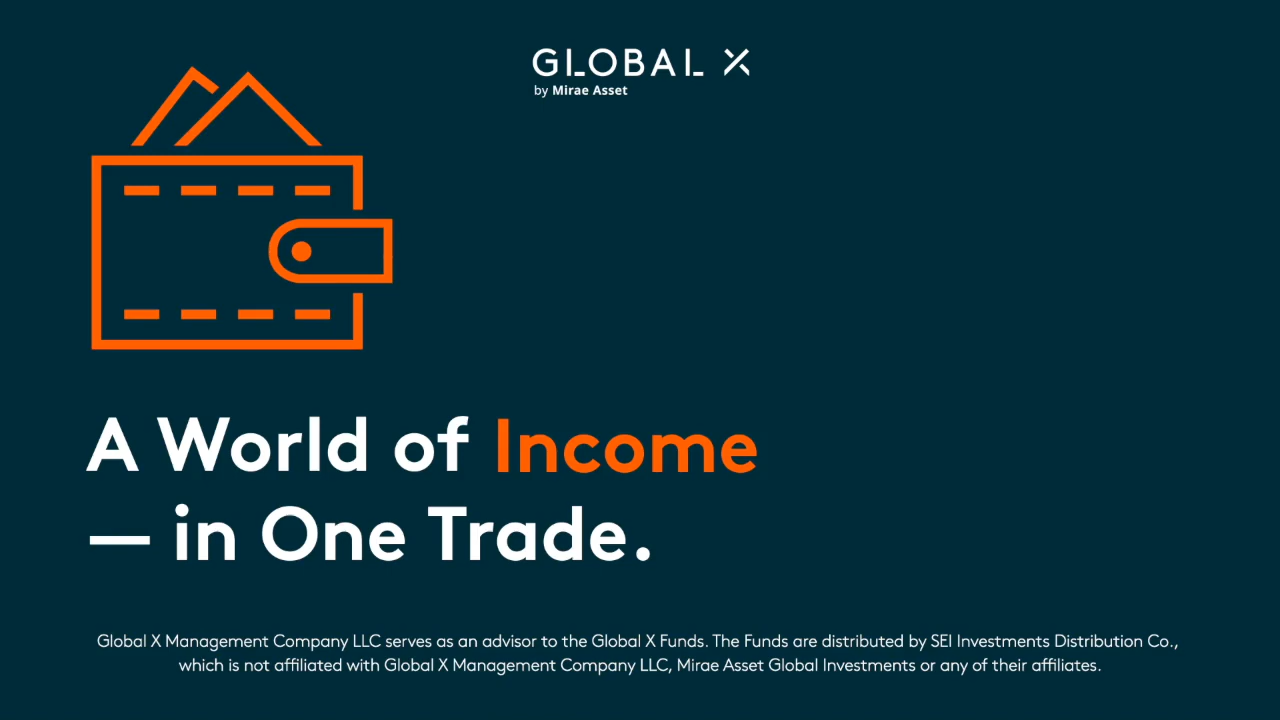 GLOBAL X
by Mirae Asset
A World of Income
— in One Trade.
Global X Management Company LLC serves as an advisor to the Global X Funds. The Funds are distributed by SEI Investments Distribution Co.,
which is not affiliated with Global X Management Company LLC, Mirae Asset Global Investments or any of their affiliates.